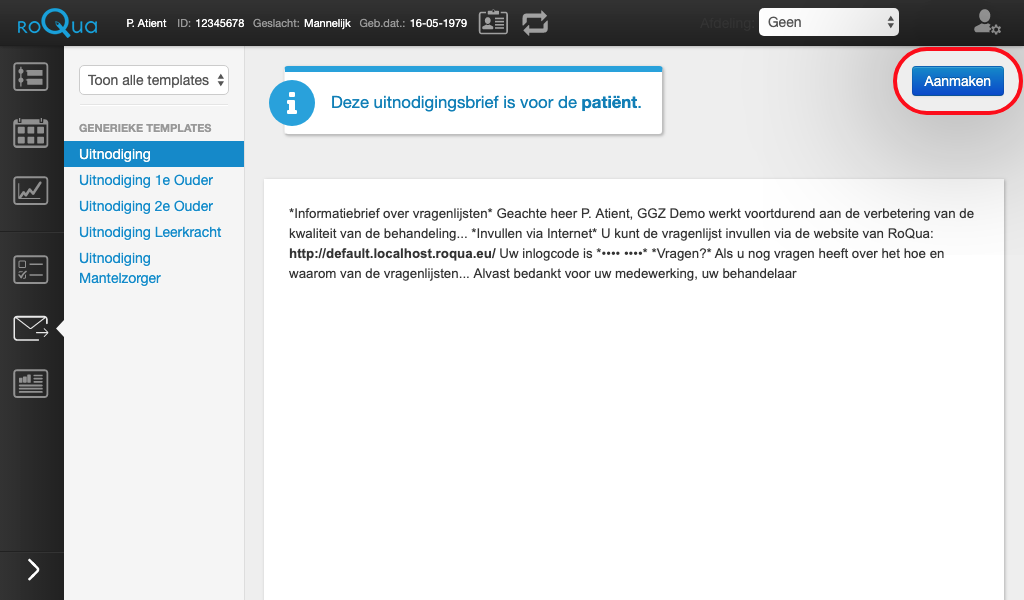 RoQua P. Atient ID: 12345678 Geslacht: Mannelijk Geb.dat.: 16-05-1979 Afdeling: Geen
Toon alle templates
GENERIEKE TEMPLATES
Uitnodiging
Uitnodiging 1e Ouder
Uitnodiging 2e Ouder
Uitnodiging Leerkracht
Uitnodiging
Mantelzorger
Deze uitnodigingsbrief is voor de patiënt.
Aanmaken
*Informatiebrief over vragenlijsten* Geachte heer P. Atient, GGZ Demo werkt voortdurend aan de verbetering van de
kwaliteit van de behandeling... *Invullen via Internet* U kunt de vragenlijst invullen via de website van RoQua:
http://default.localhost.roqua.eu/ Uw inlogcode is *•••• ••••* *Vragen?* Als u nog vragen heeft over het hoe en
waarom van de vragenlijsten... Alvast bedankt voor uw medewerking, uw behandelaar